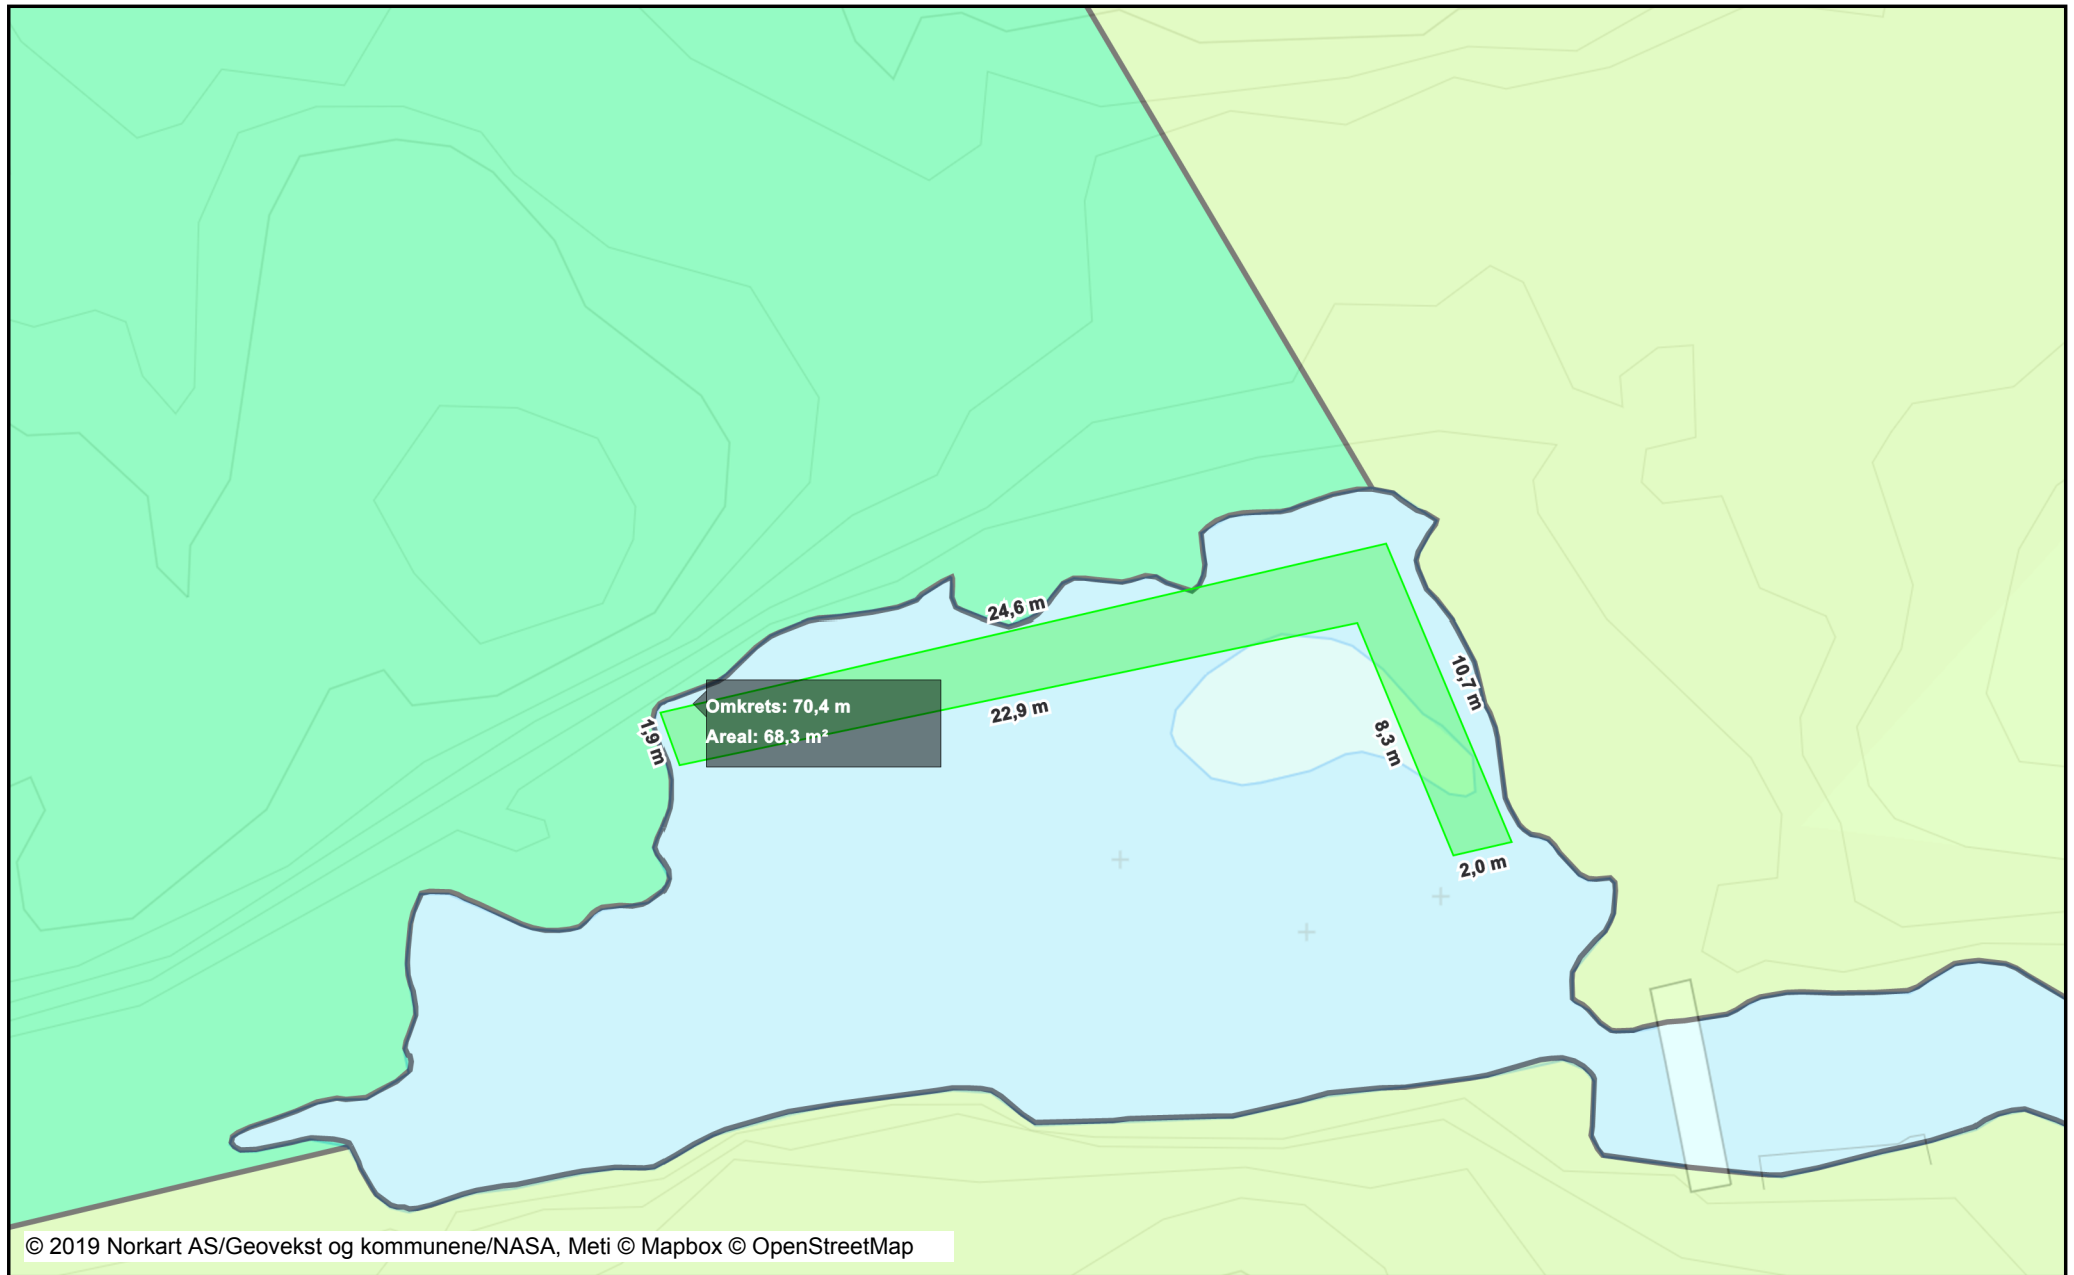 24,6 m
10,7 m
Omkrets: 70,4 m
22,9 m
1,9 m
Areal: 68,3 m²
8,3 m
2,0 m
© 2019 Norkart AS/Geovekst og kommunene/NASA, Meti © Mapbox © OpenStreetMap